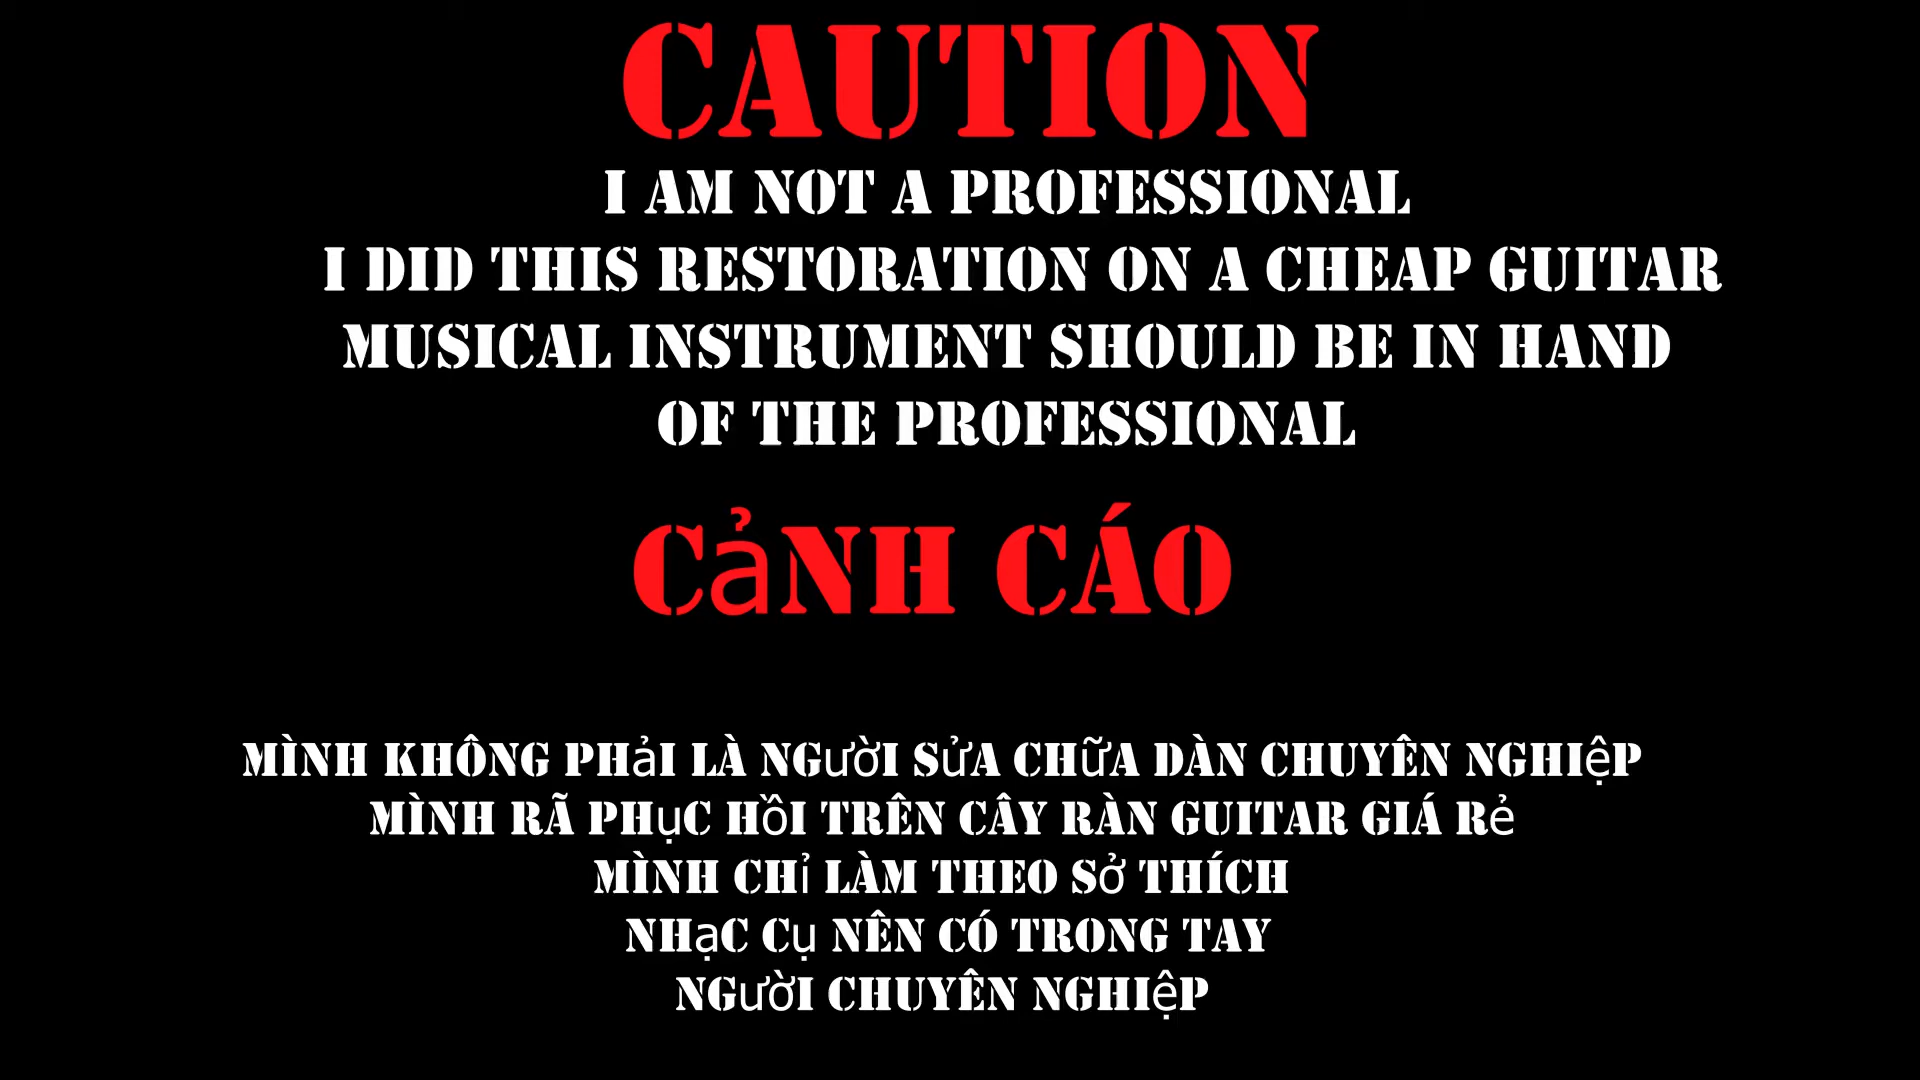 CAUTION
I AM NOT A PROFESSIONAL
I DID THIS RESTORATION ON A CHEAP GUITAR
MUSICAL INSTRUMENT SHOULD BE IN HAND
OF THE PROFESSIONAL
CẢNH CÁO
MÌNH KHÔNG PHẢI LÀ NGƯỜI SỬA CHỮA DÀN CHUYÊN NGHIỆP
MÌNH RÃ PHỤC HỒI TRÊN CÂY RÀN GUITAR GIÁ RẺ
MÌNH CHỈ LÀM THEO SỞ THÍCH
NHẠC CỤ NÊN CÓ TRONG TAY
NGƯỜI CHUYÊN NGHIỆP